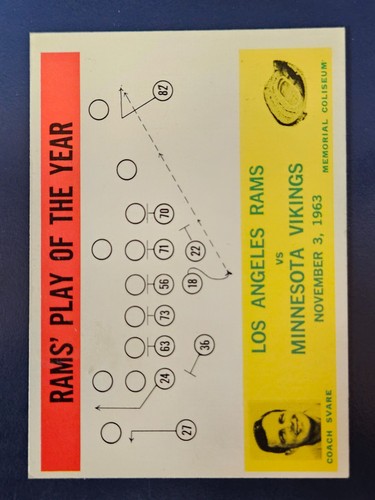 RAMS' PLAY OF THE YEAR
82
70
71
22
56
18
73
63
36
24
27
LOS ANGELES RAMS
VS
MINNESOTA VIKINGS
NOVEMBER 3, 1963
COACH SVARE
MEMORIAL COLISEUM